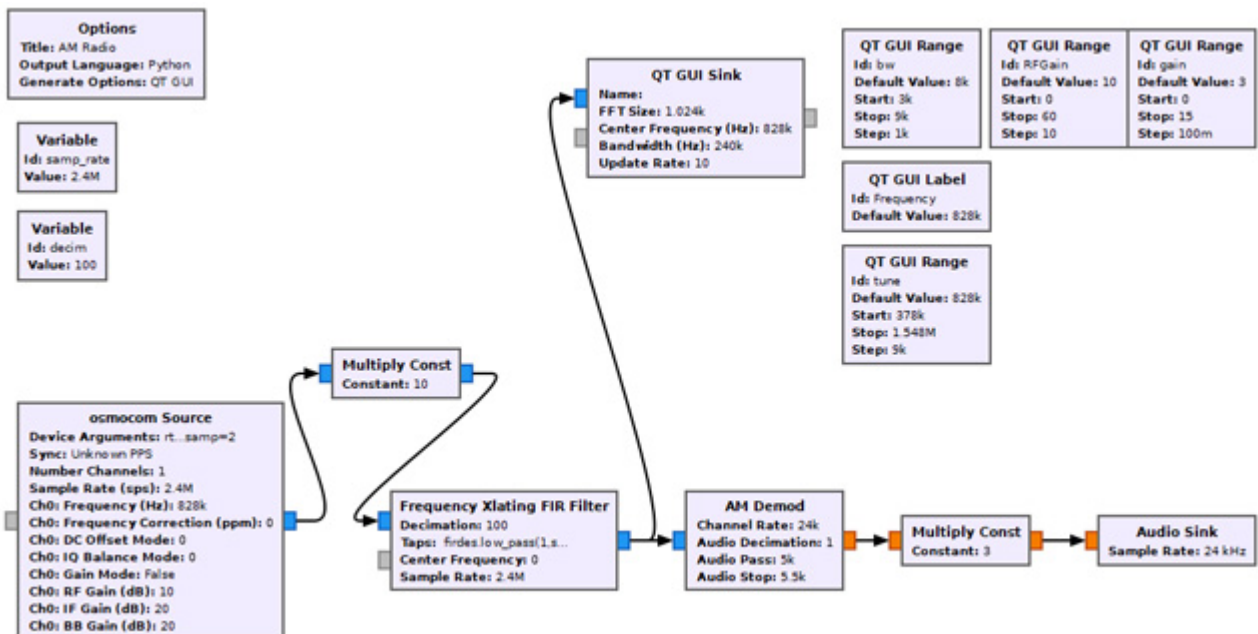 Options
Title: AM Radio
Output Language: Python
Generate Options: QT GUI
Variable
Id: samp_rate
Value: 2.4M
Variable
Id: decim
Value: 100
QT GUI Sink
Name:
FFT Size: 1.024k
Center Frequency (Hz): 828k
Bandwidth (Hz): 240k
Update Rate: 10
QT GUI Range
Id: bw
Default Value: 8k
Start: 3k
Stop: 9k
Step: 1k
QT GUI Range
Id: RFGain
Default Value: 10
Start: 0
Stop: 60
Step: 10
QT GUI Range
Id: gain
Default Value: 3
Start: 0
Stop: 15
Step: 100m
QT GUI Label
Id: Frequency
Default Value: 828k
QT GUI Range
Id: tune
Default Value: 828k
Start: 378k
Stop: 1.548M
Step: 9k
Multiply Const
Constant: 10
osmocom Source
Device Arguments: rt...samp=2
Sync: Unknown PPS
Number Channels: 1
Sample Rate (sps): 2.4M
Ch0: Frequency (Hz): 828k
Ch0: Frequency Correction (ppm): 0
Ch0: DC Offset Mode: 0
Ch0: IQ Balance Mode: 0
Ch0: Gain Mode: False
Ch0: RF Gain (dB): 10
Ch0: IF Gain (dB): 20
Ch0: BB Gain (dB): 20
Frequency Xlating FIR Filter
Decimation: 100
Taps: firdes.low_pass(1,s...
Center Frequency: 0
Sample Rate: 2.4M
AM Demod
Channel Rate: 24k
Audio Decimation: 1
Audio Pass: 5k
Audio Stop: 5.5k
Multiply Const
Constant: 3
Audio Sink
Sample Rate: 24 kHz